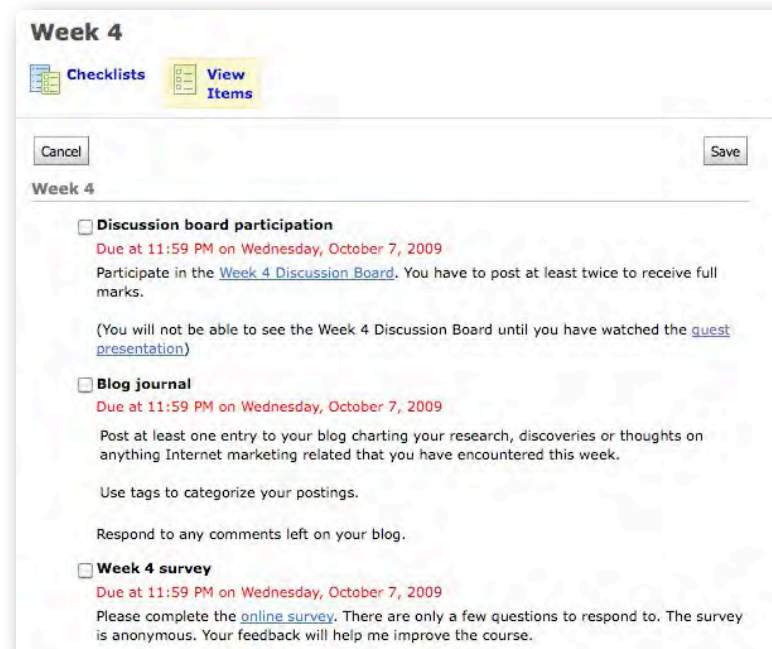 Week 4
Checklists
View
Items
Cancel
Save
Week 4
Discussion board participation
Due at 11:59 PM on Wednesday, October 7, 2009
Participate in the Week 4 Discussion Board. You have to post at least twice to receive full
marks.
(You will not be able to see the Week 4 Discussion Board until you have watched the guest
presentation)
Blog journal
Due at 11:59 PM on Wednesday, October 7, 2009
Post at least one entry to your blog charting your research, discoveries or thoughts on
anything Internet marketing related that you have encountered this week.
Use tags to categorize your postings.
Respond to any comments left on your blog.
Week 4 survey
Due at 11:59 PM on Wednesday, October 7, 2009
Please complete the online survey. There are only a few questions to respond to. The survey
is anonymous. Your feedback will help me improve the course.